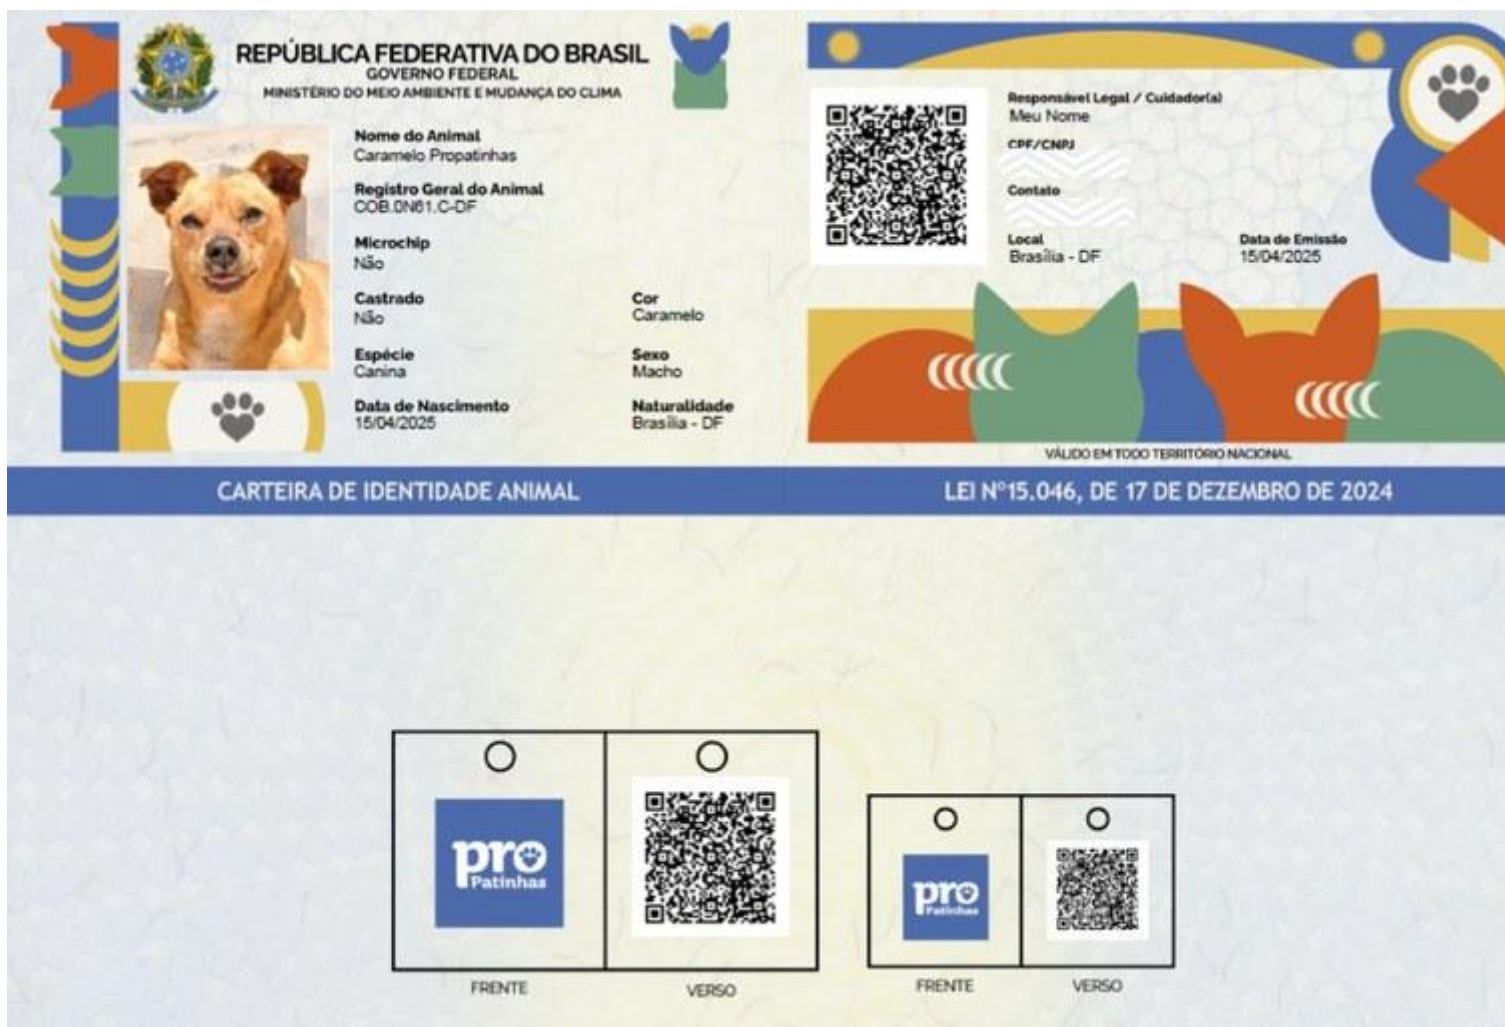 REPÚBLICA FEDERATIVA DO BRASIL
GOVERNO FEDERAL
MINISTÉRIO DO MEIO AMBIENTE E MUDANÇA DO CLIMA
Nome do Animal
Caramelo Propatinhas
Registro Geral do Animal
COB.0N61.C-DF
Microchip
Não
Castrado
Não
Cor
Caramelo
Espécie
Canina
Sexo
Macho
Data de Nascimento
15/04/2025
Naturalidade
Brasília - DF
CARTEIRA DE IDENTIDADE ANIMAL
Responsável Legal / Cuidador(a)
Meu Nome
CPF/CNPJ
Contato
Local
Brasília - DF
Data de Emissão
15/04/2025
VÁLIDO EM TODO TERRITÓRIO NACIONAL
LEI Nº15.046, DE 17 DE DEZEMBRO DE 2024
pro
Patinhas
FRENTE
VERSO
pro
Patinhas
FRENTE
VERSO